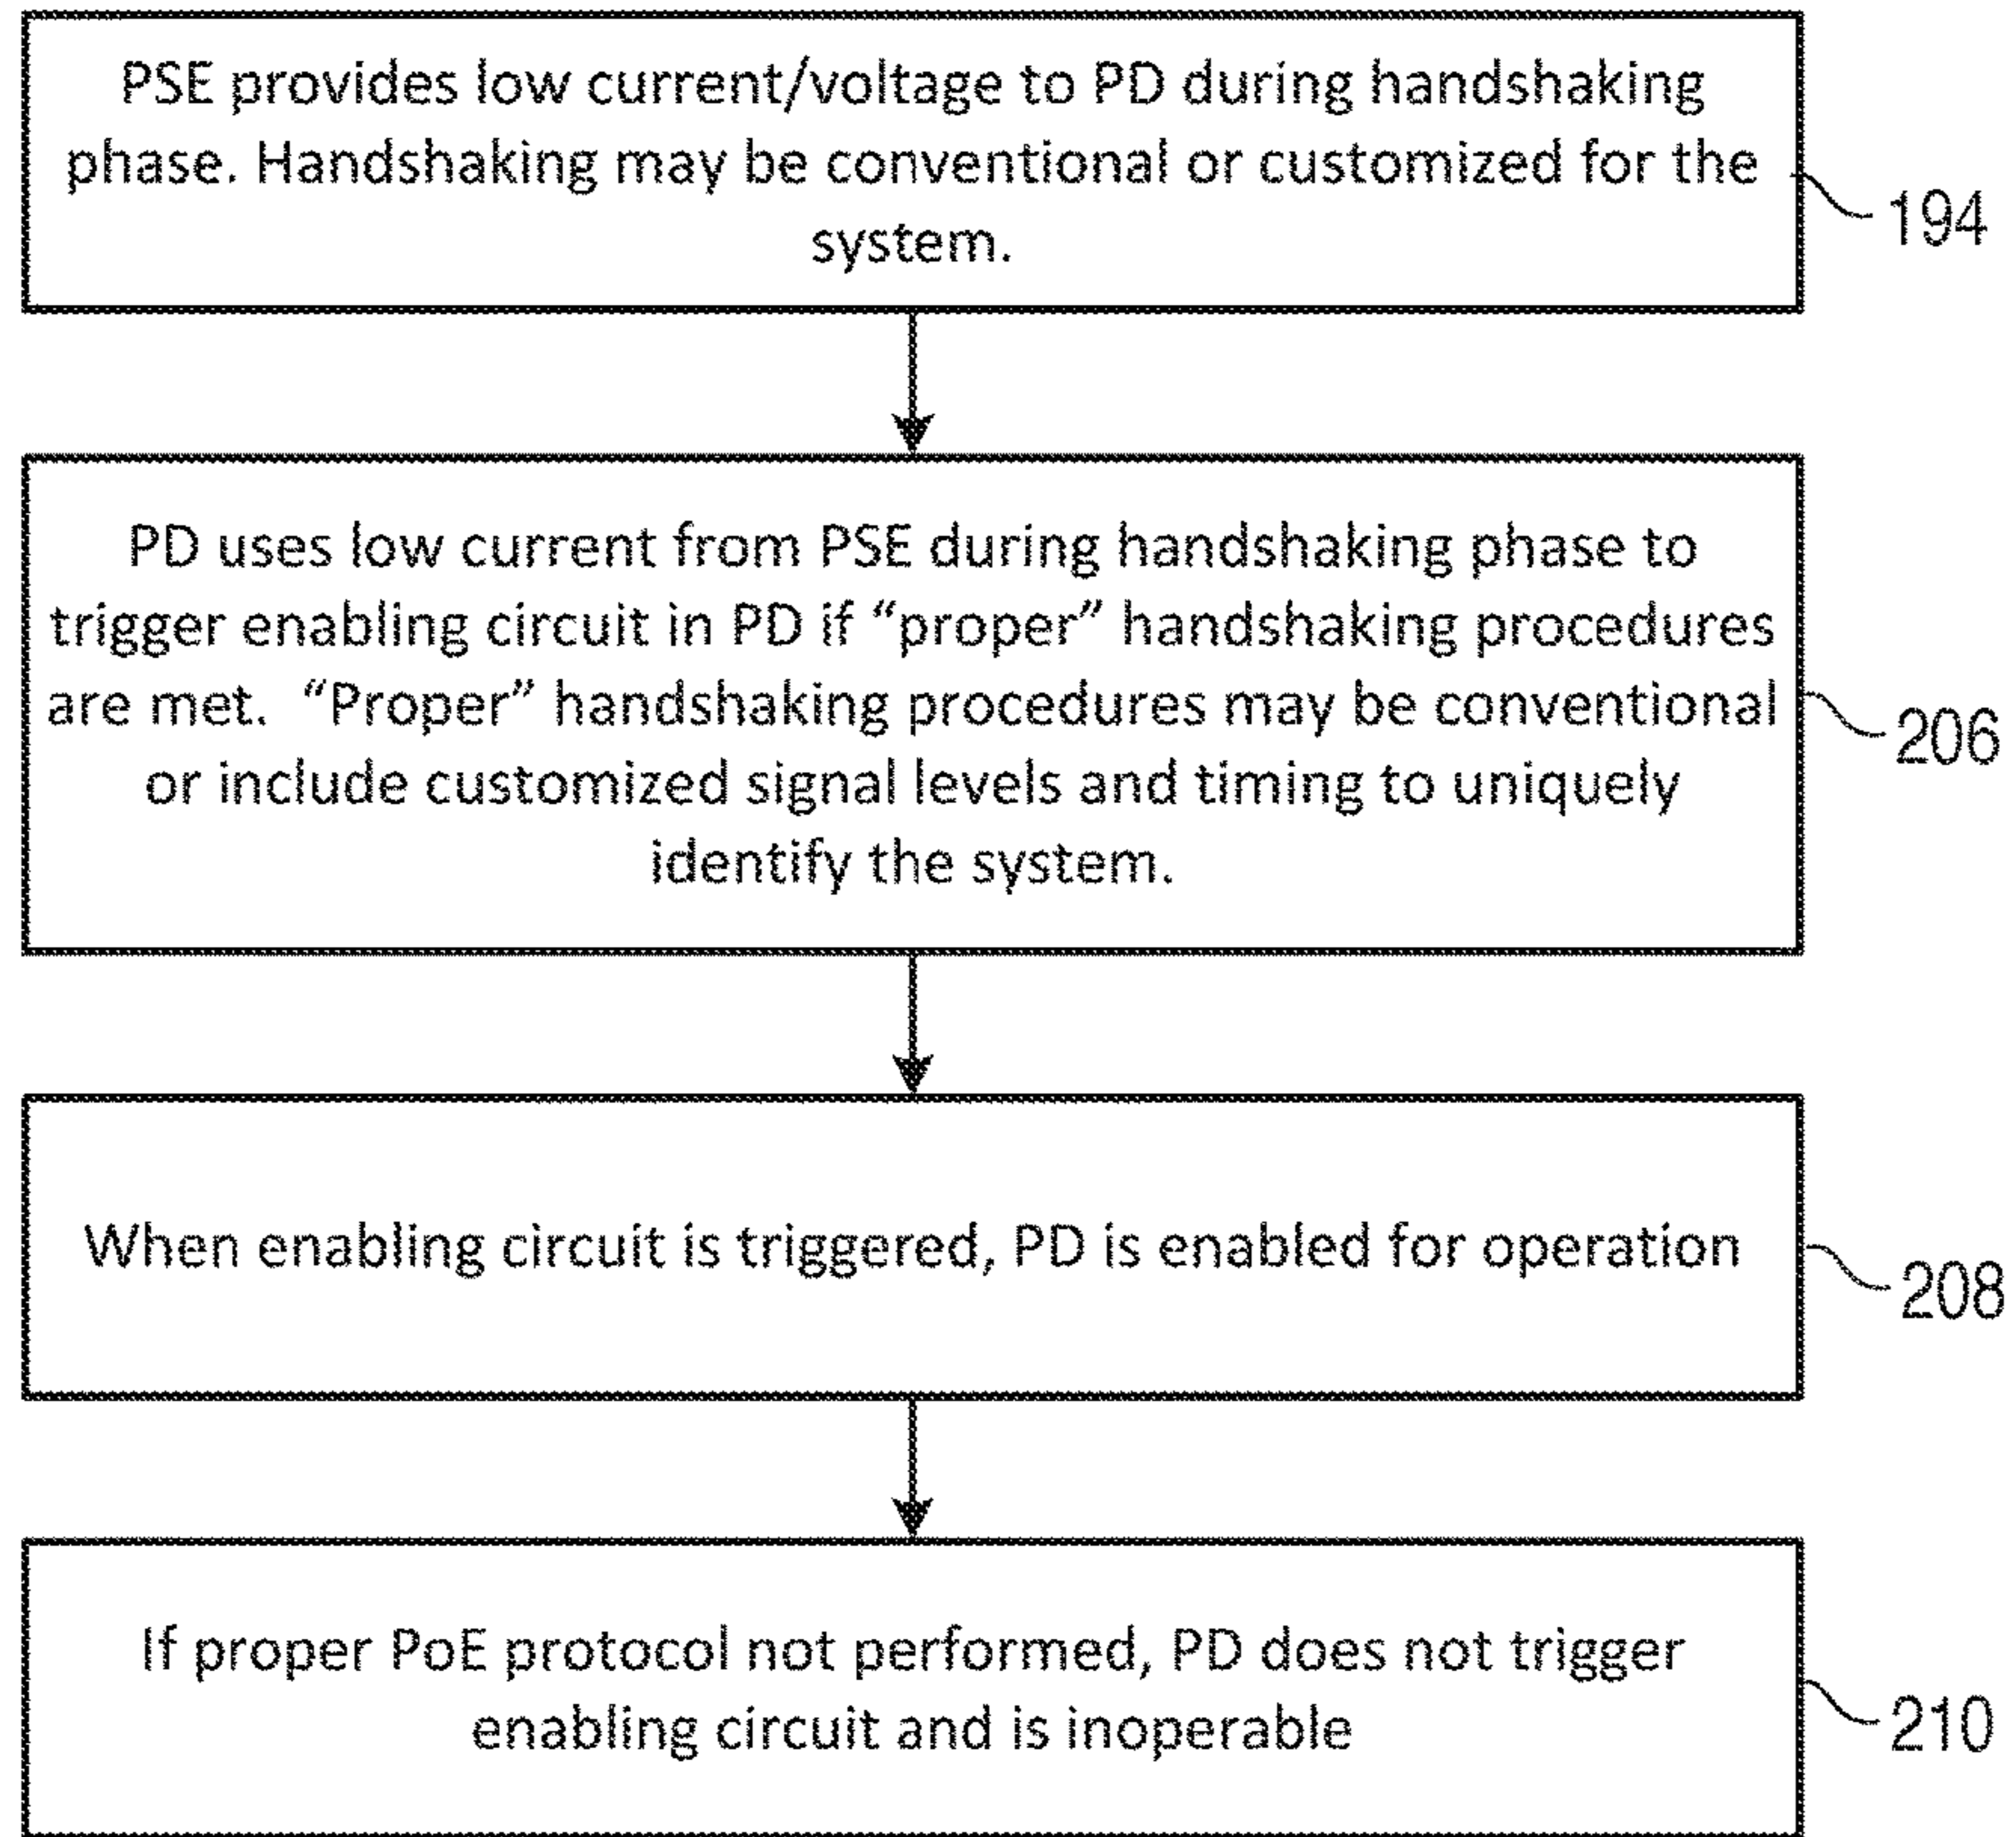 PSE provides low current/voltage to PD during handshaking
phase. Handshaking may be conventional or customized for the
system.
194
PD uses low current from PSE during handshaking phase to
trigger enabling circuit in PD if “proper” handshaking procedures
are met. “Proper” handshaking procedures may be conventional
or include customized signal levels and timing to uniquely
identify the system.
206
When enabling circuit is triggered, PD is enabled for operation
208
If proper PoE protocol not performed, PD does not trigger
enabling circuit and is inoperable
210